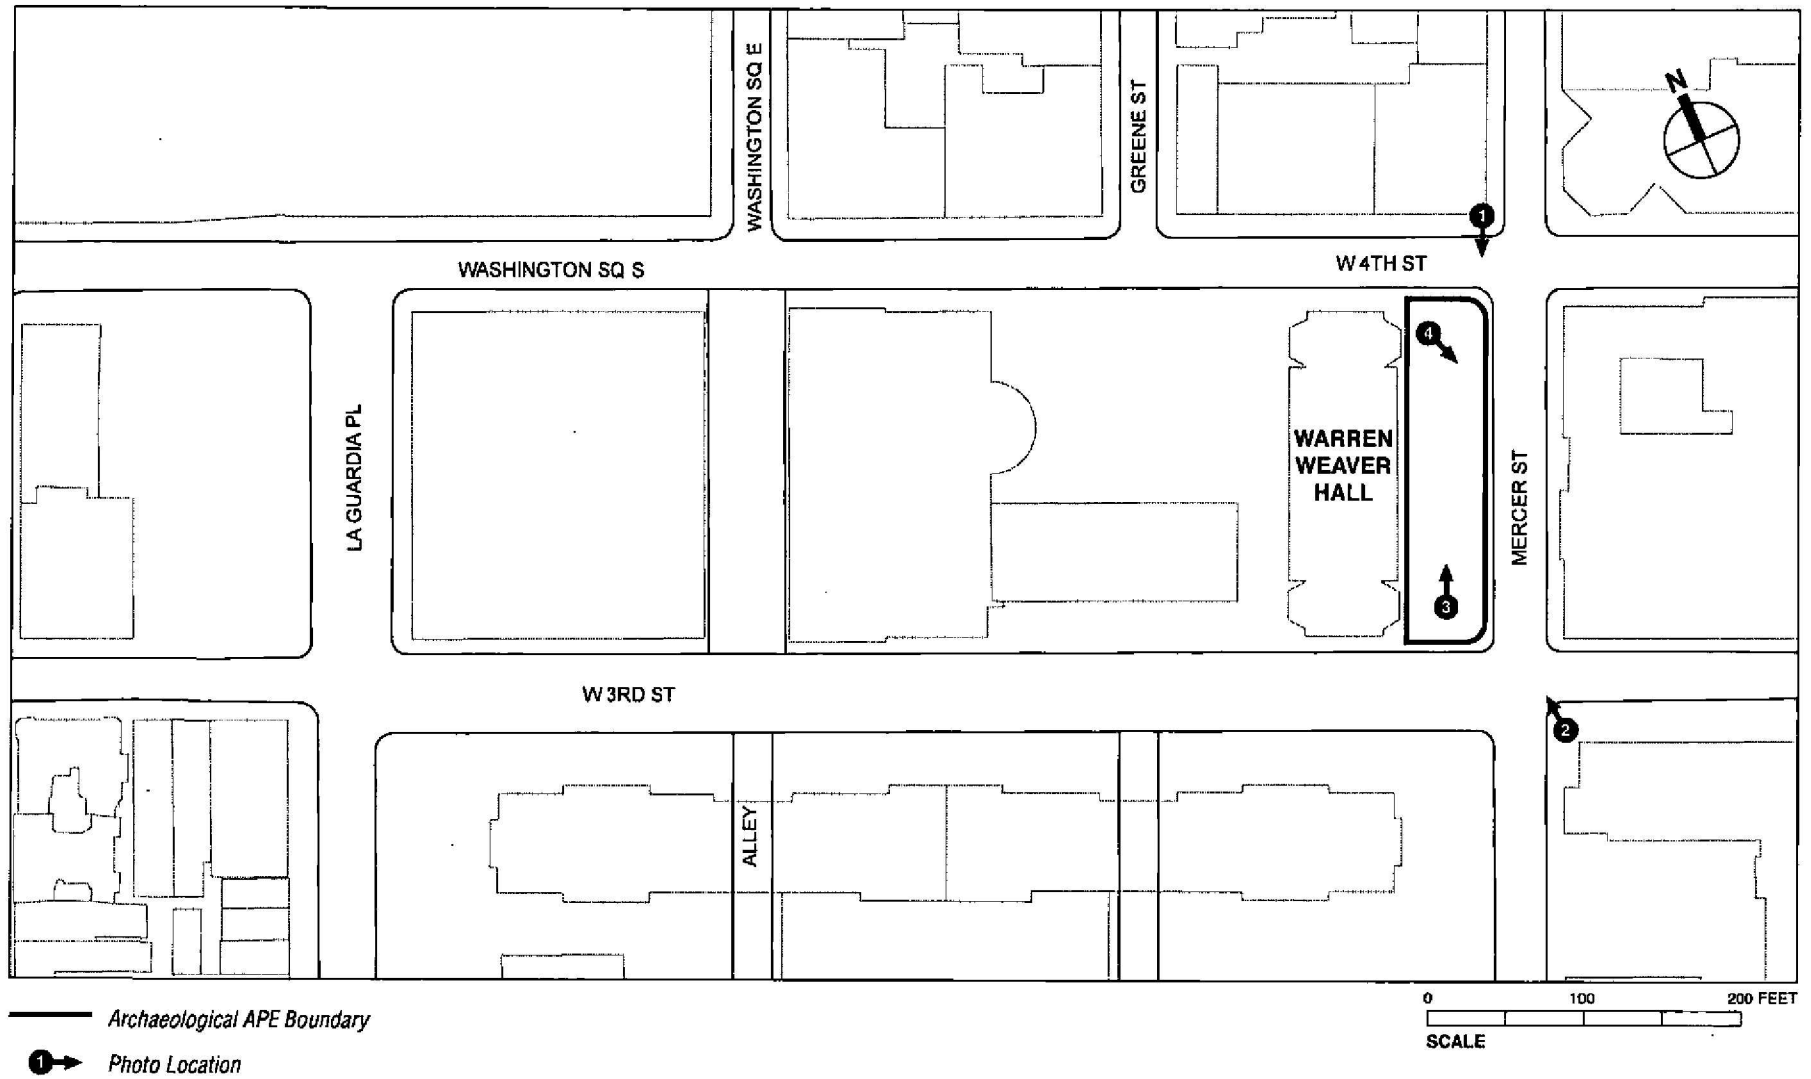 WASHINGTON SQ E
GREENE ST
N
1
WASHINGTON SQ S
W 4TH ST
4
LA GUARDIA PL
WARREN
WEAVER
HALL
MERCER ST
3
W 3RD ST
2
ALLEY
0 100 200 FEET
SCALE
Archaeological APE Boundary
1 Photo Location